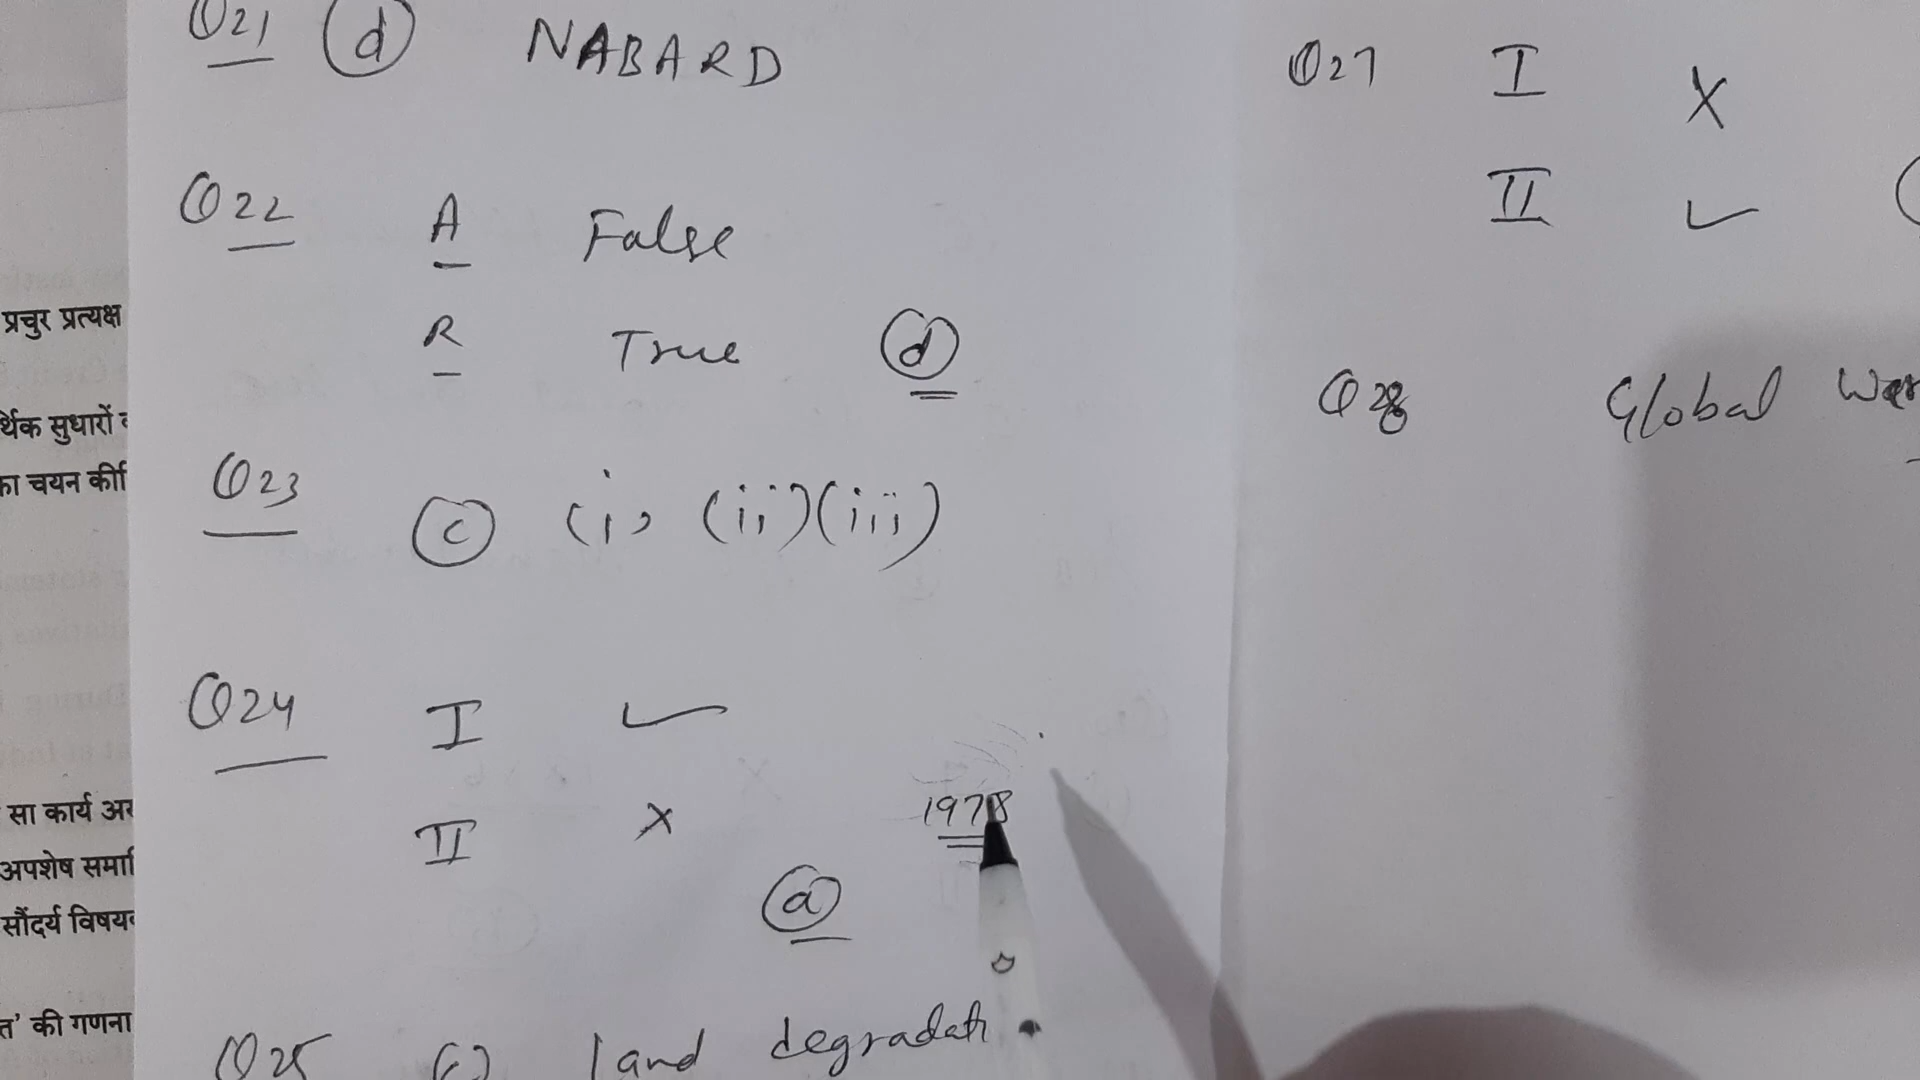 Q21 (d) NABARD
Q22 A False
R True (d)
Q23 (c) (i), (ii)(iii)
Q24 I ✓
II × 1978
(a)
Q25 (c) land degradati
Q27 I ×
II ✓
Q28 Global War
प्रचुर प्रत्यक्ष
र्थिक सुधारों
का चयन कीि
सा कार्य अ
अपशेष समा
सौंदर्य विषय
त' की गणना